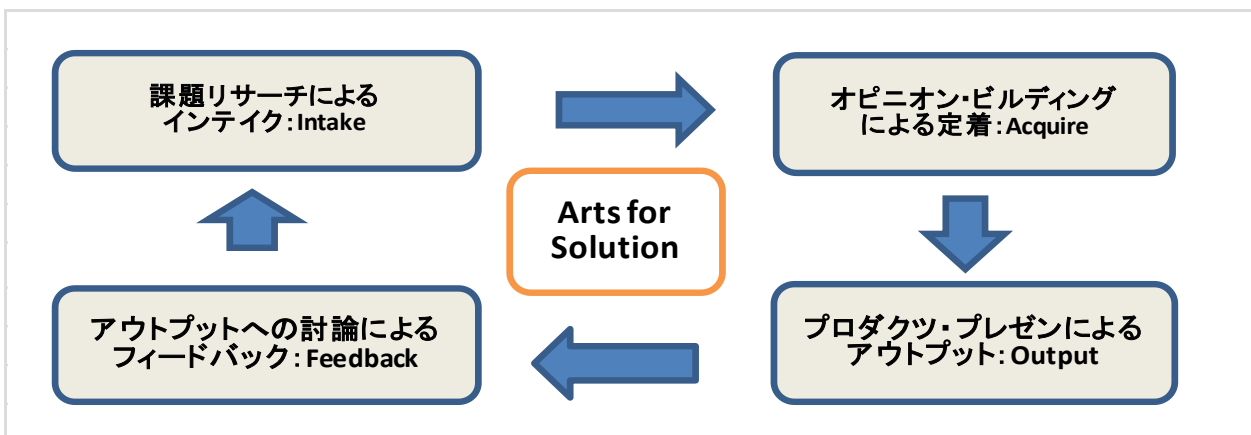 課題リサーチによる
インテイク:Intake
オピニオン・ビルディング
による定着:Acquire
Arts for
Solution
アウトプットへの討論による
フィードバック:Feedback
プロダクツ・プレゼンによる
アウトプット:Output